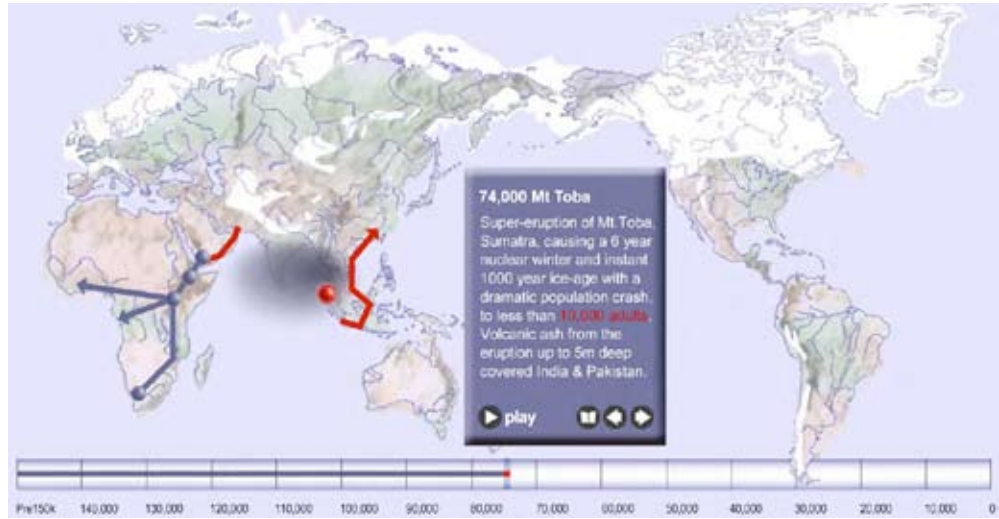 74,000 Mt Toba
Super-eruption of Mt.Toba,
Sumatra, causing a 6 year
nuclear winter and instant
1000 year ice-age with a
dramatic population crash,
to less than 10,000 adults.
Volcanic ash from the
eruption up to 5m deep
covered India & Pakistan.
play
Pre150k 140,000 130,000 120,000 110,000 100,000 90,000 80,000 70,000 60,000 50,000 40,000 30,000 20,000 10,000 0